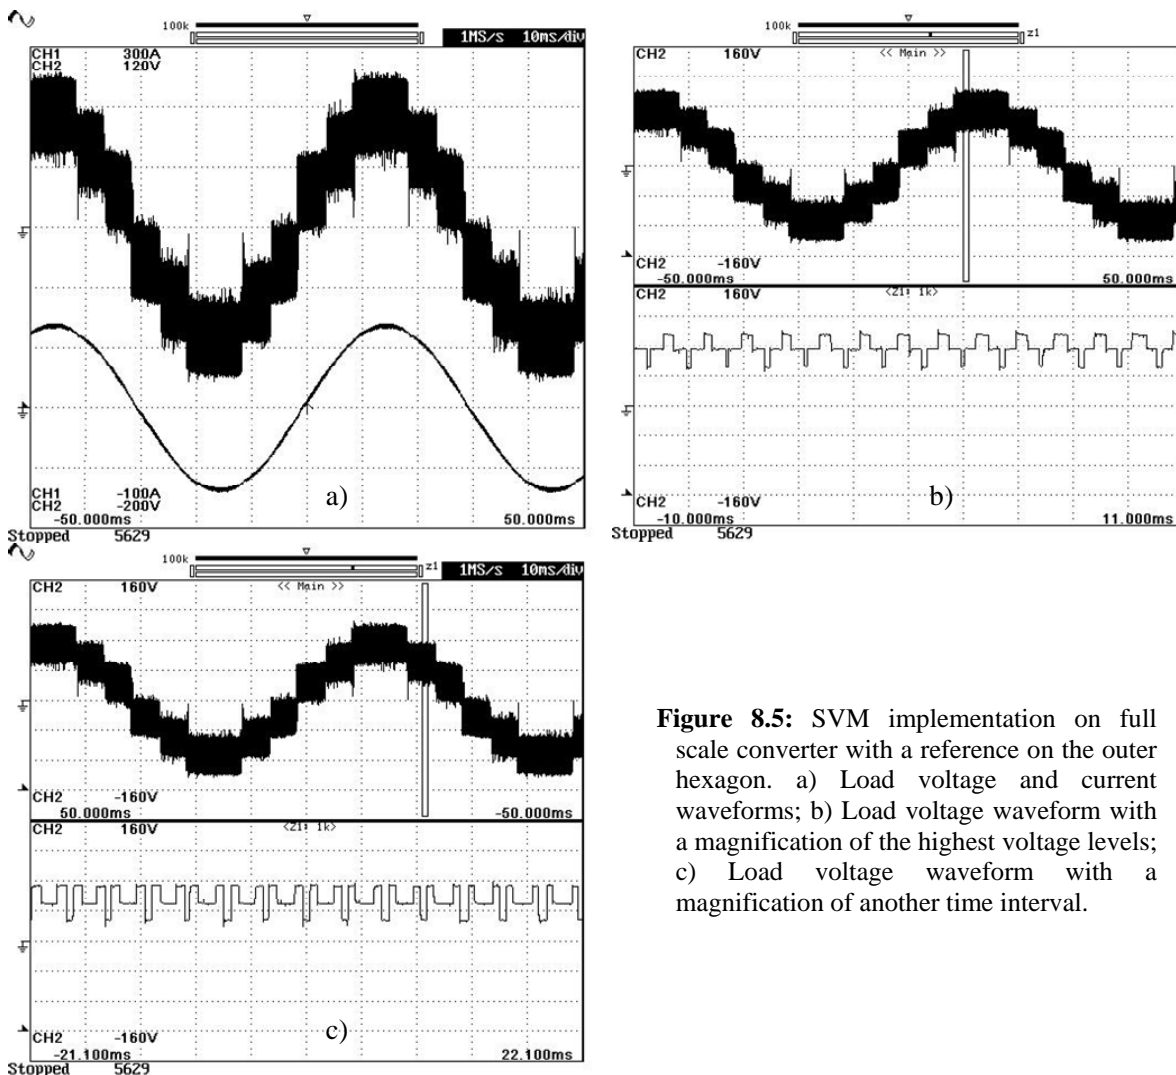 100k
1MS/s 10ms/div
CH1 300A
CH2 120V
CH1 -100A
CH2 -200V
-50.000ms 50.000ms
a)
Stopped 5629
100k
z1
CH2 160V << Main >>
CH2 -160V
-50.000ms 50.000ms
CH2 160V <Z1: 1k>
CH2 -160V
-10.000ms 11.000ms
b)
Stopped 5629
100k
z1 1MS/s 10ms/div
CH2 160V << Main >>
CH2 -160V
50.000ms -50.000ms
CH2 160V <Z1: 1k>
CH2 -160V
-21.100ms 22.100ms
c)
Stopped 5629
Figure 8.5: SVM implementation on full
scale converter with a reference on the outer
hexagon. a) Load voltage and current
waveforms; b) Load voltage waveform with
a magnification of the highest voltage levels;
c) Load voltage waveform with a
magnification of another time interval.